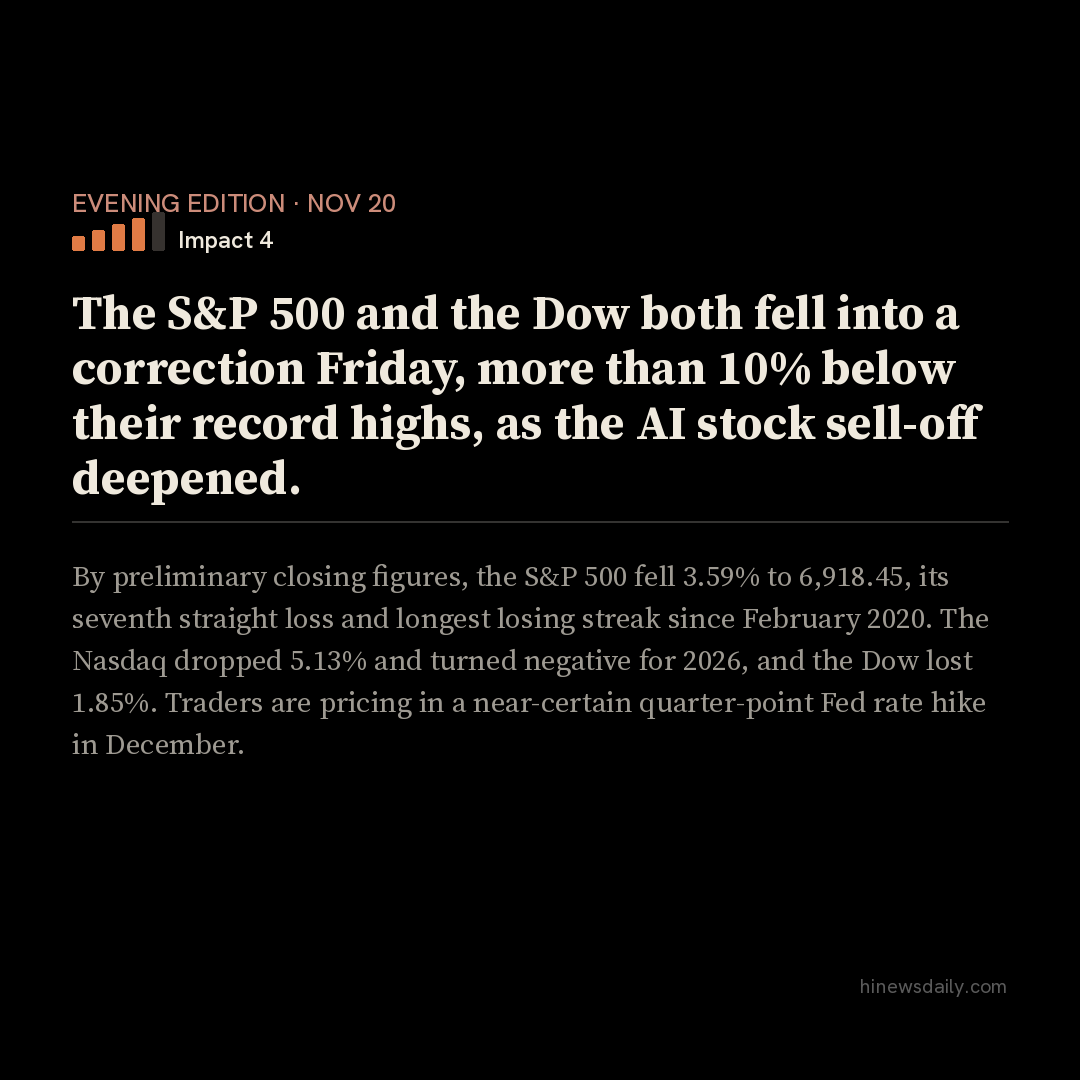 EVENING EDITION · NOV 20
Impact 4
The S&P 500 and the Dow both fell into a
correction Friday, more than 10% below
their record highs, as the AI stock sell-off
deepened.
By preliminary closing figures, the S&P 500 fell 3.59% to 6,918.45, its
seventh straight loss and longest losing streak since February 2020. The
Nasdaq dropped 5.13% and turned negative for 2026, and the Dow lost
1.85%. Traders are pricing in a near-certain quarter-point Fed rate hike
in December.
hinewsdaily.com